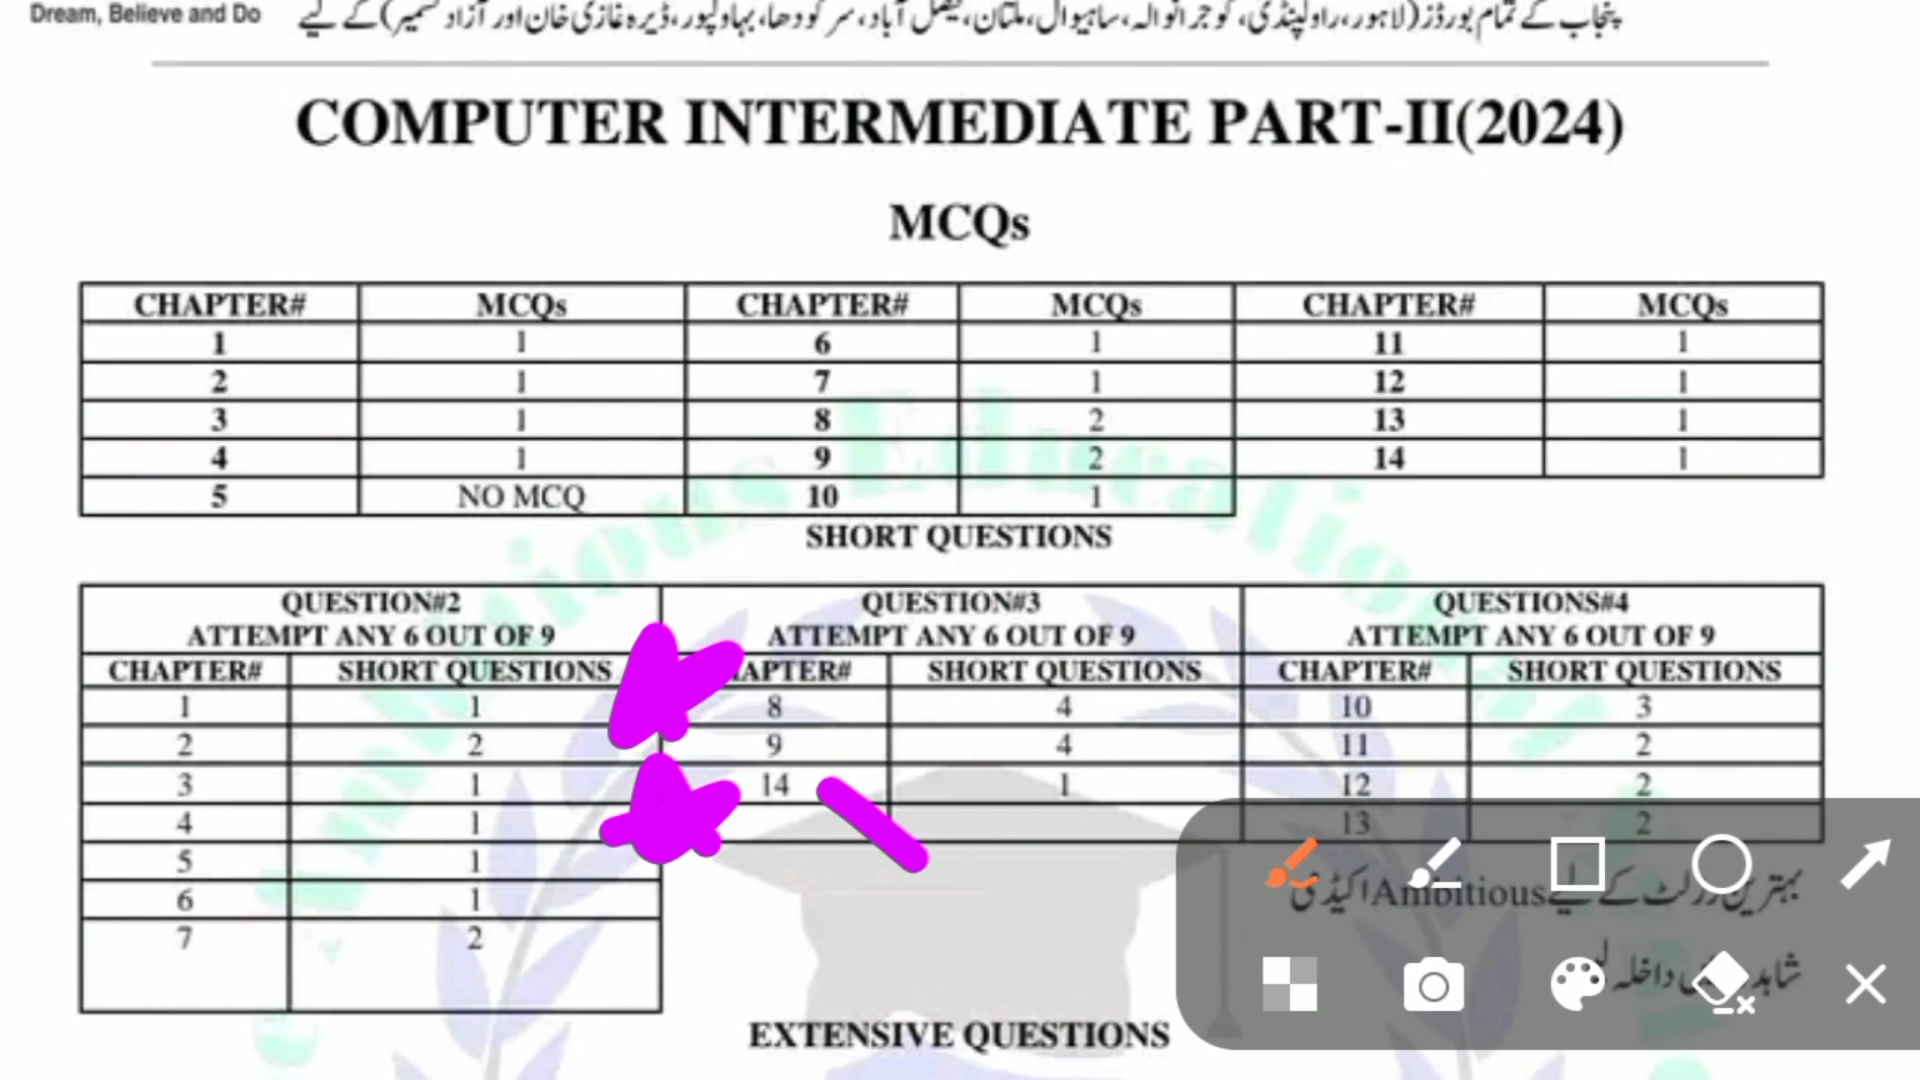 Dream, Believe and Do
پنجاب کے تمام بورڈز(لاہور،راولپنڈی،گوجرانوالہ،ساہیوال،ملتان،فیصل آباد،سرگودھا،بہاولپور،ڈیرہ غازی خان اور آزاد کشمیر)کے لیے
COMPUTER INTERMEDIATE PART-II(2024)
MCQs
CHAPTER# MCQs CHAPTER# MCQs CHAPTER# MCQs
1 1 6 1 11 1
2 1 7 1 12 1
3 1 8 2 13 1
4 1 9 2 14 1
5 NO MCQ 10 1
SHORT QUESTIONS
QUESTION#2 QUESTION#3 QUESTIONS#4
ATTEMPT ANY 6 OUT OF 9 ATTEMPT ANY 6 OUT OF 9 ATTEMPT ANY 6 OUT OF 9
CHAPTER# SHORT QUESTIONS APTER# SHORT QUESTIONS CHAPTER# SHORT QUESTIONS
1 1 8 4 10 3
2 2 9 4 11 2
3 1 14 1 12 2
4 1 13 2
5 1
6 1
7 2
بہترین رزلٹ کے لیےAmbitiousاکیڈمی
داخلہ
EXTENSIVE QUESTIONS